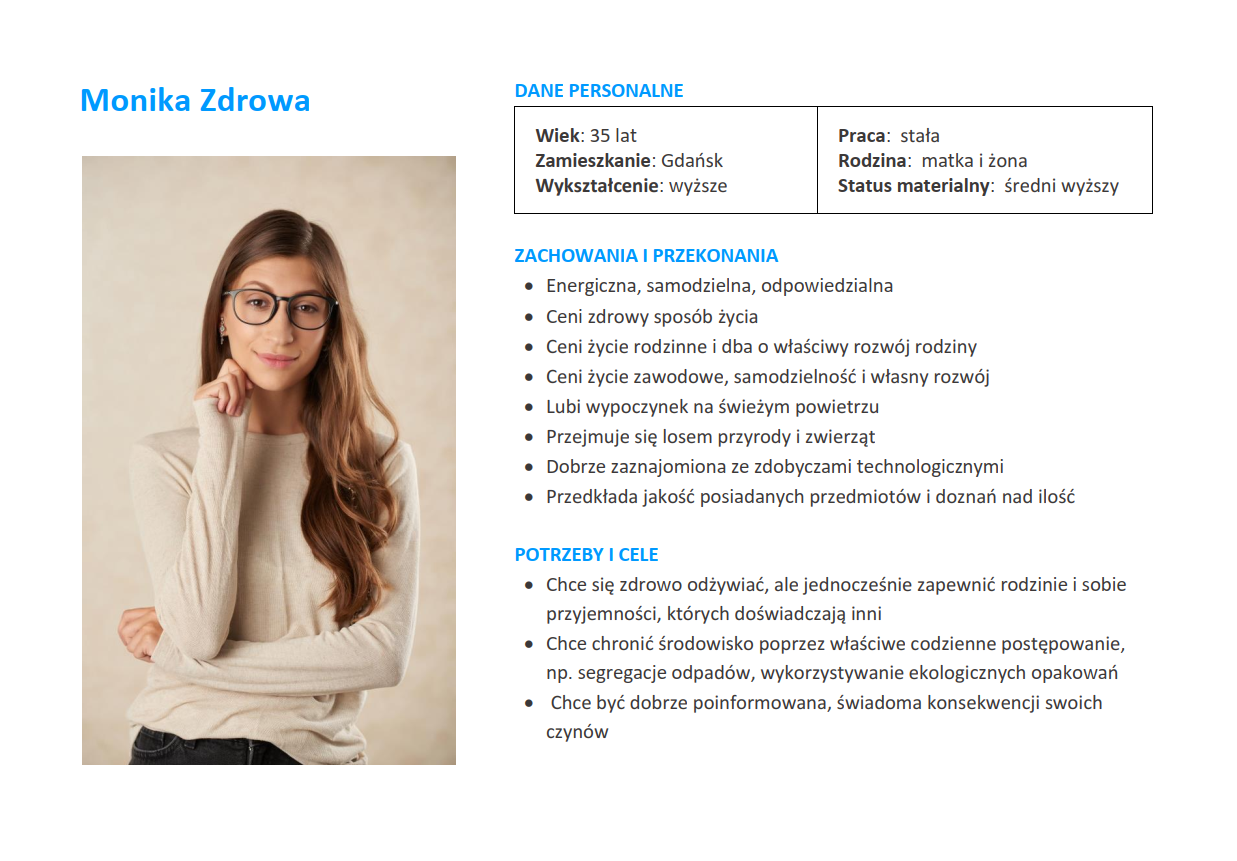 Monika Zdrowa
DANE PERSONALNE
Wiek: 35 lat
Zamieszkanie: Gdańsk
Wykształcenie: wyższe
Praca:  stała
Rodzina:  matka i żona
Status materialny:  średni wyższy
ZACHOWANIA I PRZEKONANIA
• Energiczna, samodzielna, odpowiedzialna
• Ceni zdrowy sposób życia
• Ceni życie rodzinne i dba o właściwy rozwój rodziny
• Ceni życie zawodowe, samodzielność i własny rozwój
• Lubi wypoczynek na świeżym powietrzu
• Przejmuje się losem przyrody i zwierząt
• Dobrze zaznajomiona ze zdobyczami technologicznymi
• Przedkłada jakość posiadanych przedmiotów i doznań nad ilość
POTRZEBY I CELE
• Chce się zdrowo odżywiać, ale jednocześnie zapewnić rodzinie i sobie
przyjemności, których doświadczają inni
• Chce chronić środowisko poprzez właściwe codzienne postępowanie,
np. segregacje odpadów, wykorzystywanie ekologicznych opakowań
• Chce być dobrze poinformowana, świadoma konsekwencji swoich
czynów